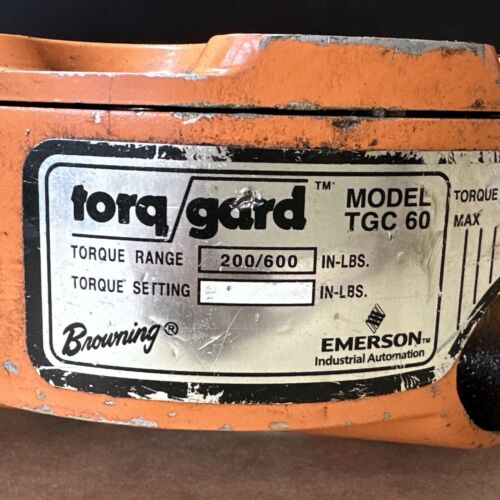 torq/gard™
MODEL
TGC 60
TORQUE RANGE 200/600 IN-LBS.
TORQUE SETTING IN-LBS.
Browning®
EMERSON™
Industrial Automation
TORQUE
MAX